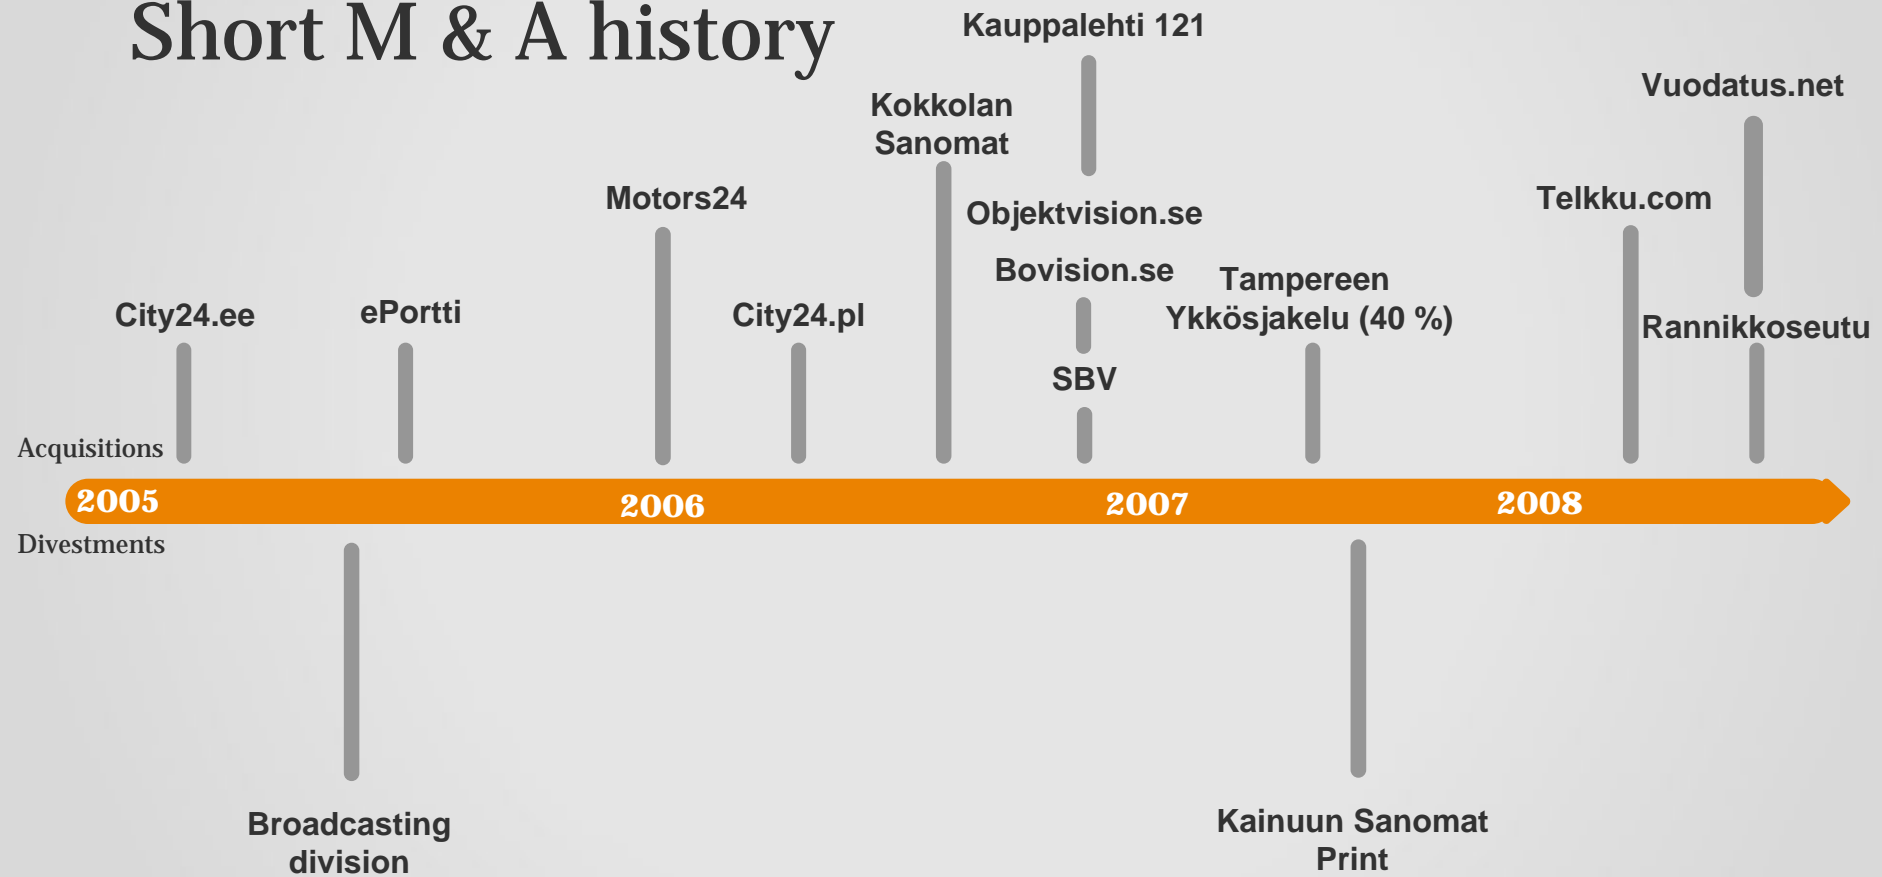 Short M & A history
Kauppalehti 121
Vuodatus.net
Kokkolan
Sanomat
Motors24
Objektvision.se
Telkku.com
Bovision.se
Tampereen
Ykkösjakelu (40 %)
City24.ee
ePortti
City24.pl
Rannikkoseutu
SBV
Acquisitions
2005
2006
2007
2008
Divestments
Broadcasting
division
Kainuun Sanomat
Print